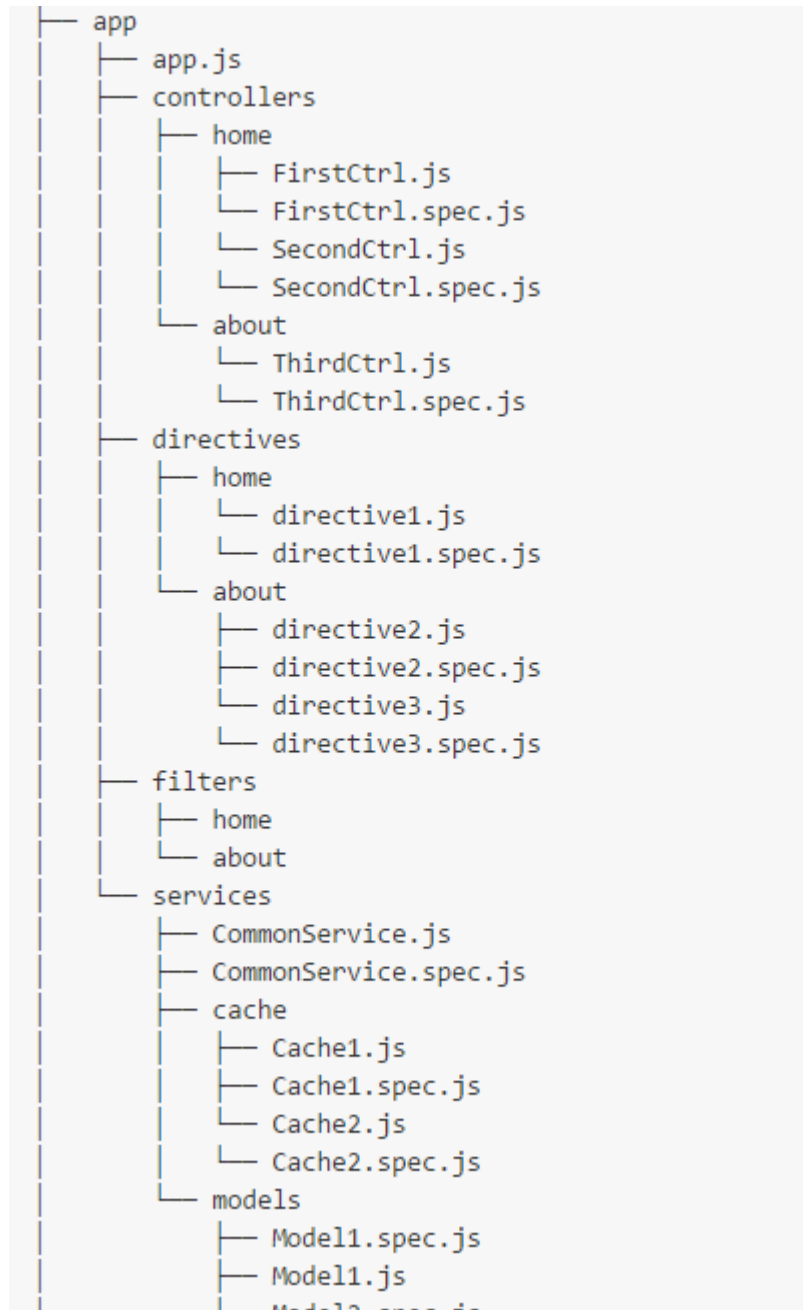 ├── app
│   ├── app.js
│   ├── controllers
│   │   ├── home
│   │   │   ├── FirstCtrl.js
│   │   │   └── FirstCtrl.spec.js
│   │   │   └── SecondCtrl.js
│   │   │   └── SecondCtrl.spec.js
│   │   └── about
│   │       └── ThirdCtrl.js
│   │       └── ThirdCtrl.spec.js
│   ├── directives
│   │   ├── home
│   │   │   └── directive1.js
│   │   │   └── directive1.spec.js
│   │   └── about
│   │       ├── directive2.js
│   │       ├── directive2.spec.js
│   │       └── directive3.js
│   │       └── directive3.spec.js
│   ├── filters
│   │   ├── home
│   │   └── about
│   └── services
│       ├── CommonService.js
│       ├── CommonService.spec.js
│       ├── cache
│       │   ├── Cache1.js
│       │   ├── Cache1.spec.js
│       │   └── Cache2.js
│       │   └── Cache2.spec.js
│       └── models
│           ├── Model1.spec.js
│           ├── Model1.js